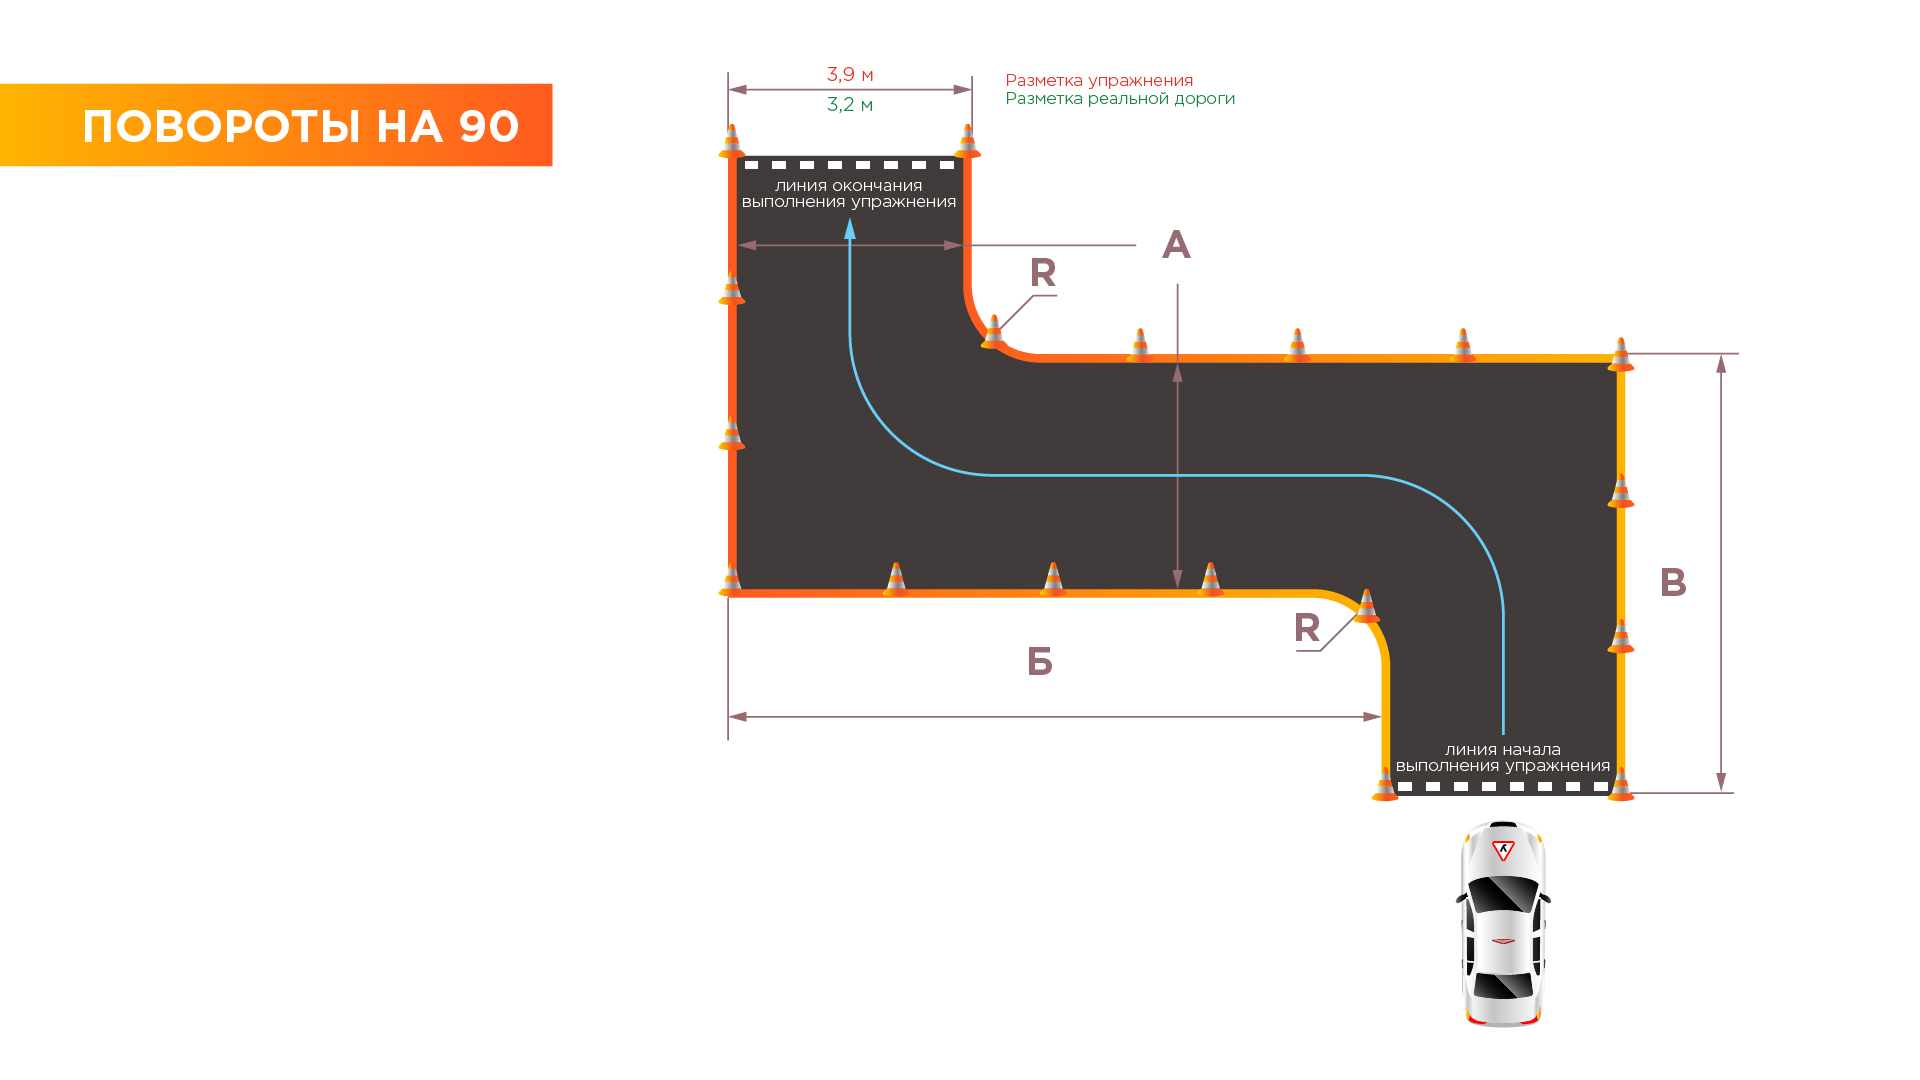 ПОВОРОТЫ НА 90
3,9 м
3,2 м
Разметка упражнения
Разметка реальной дороги
линия окончания
выполнения упражнения
А
R
R
Б
В
линия начала
выполнения упражнения
У